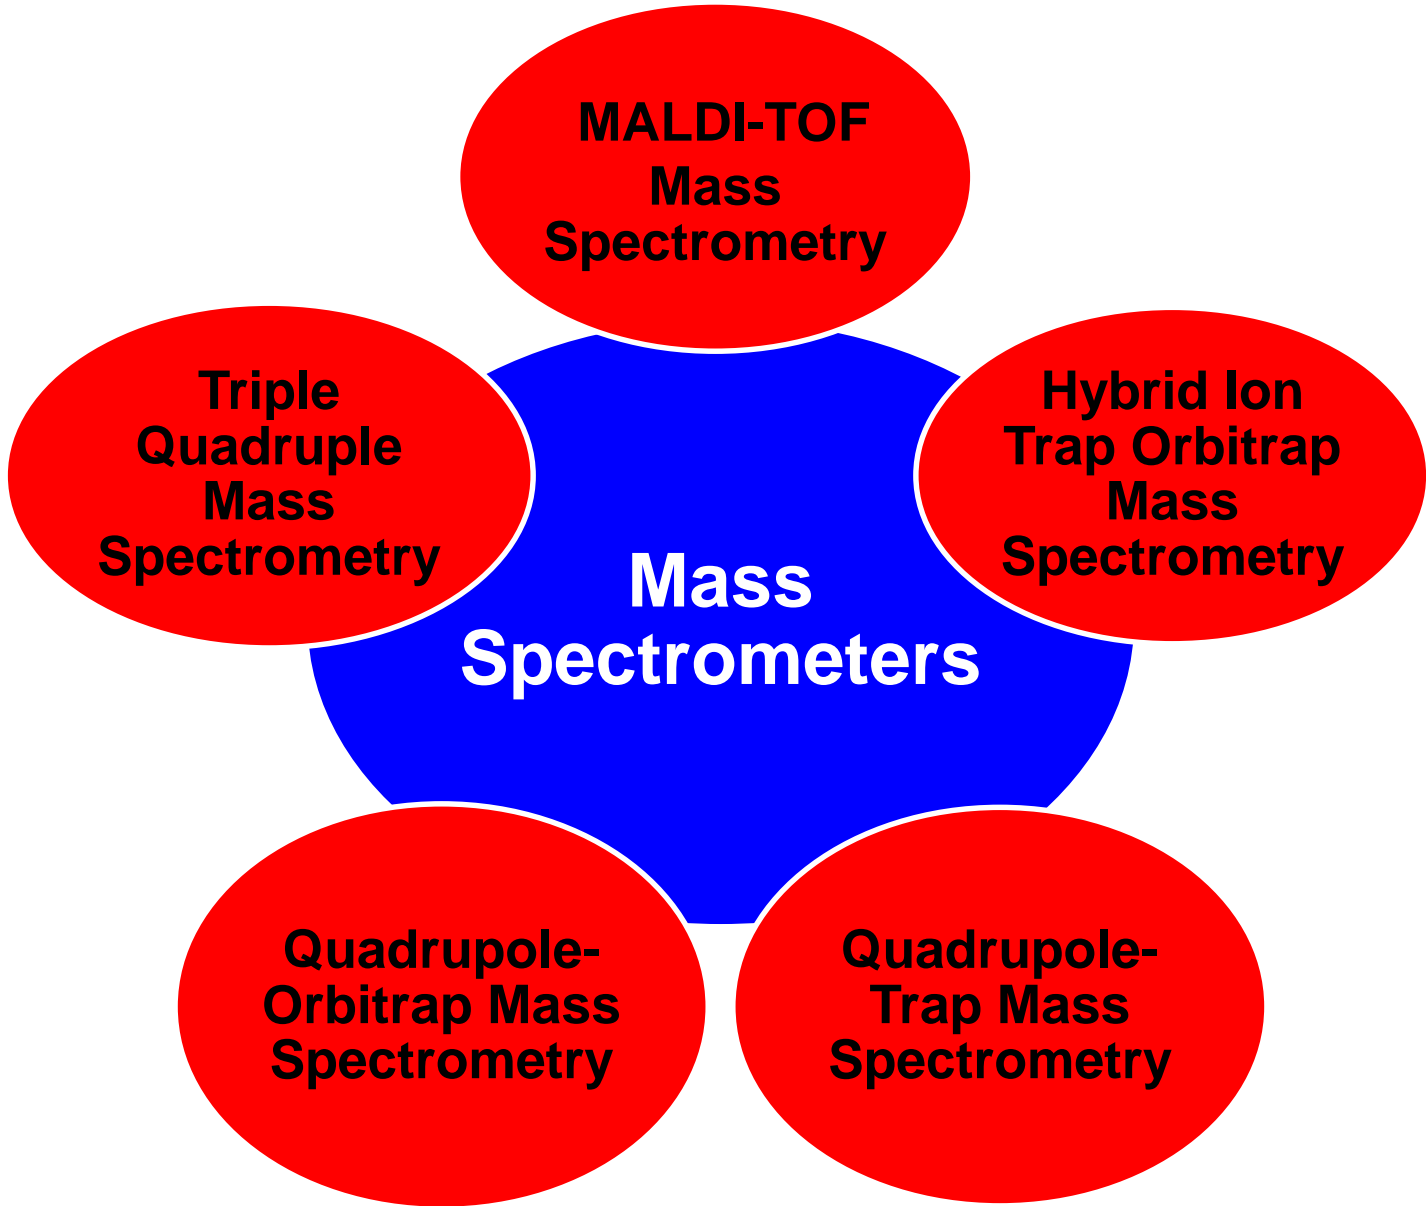 MALDI-TOF
Mass
Spectrometry
Triple
Quadruple
Mass
Spectrometry
Hybrid Ion
Trap Orbitrap
Mass
Spectrometry
Mass
Spectrometers
Quadrupole-
Orbitrap Mass
Spectrometry
Quadrupole-
Trap Mass
Spectrometry